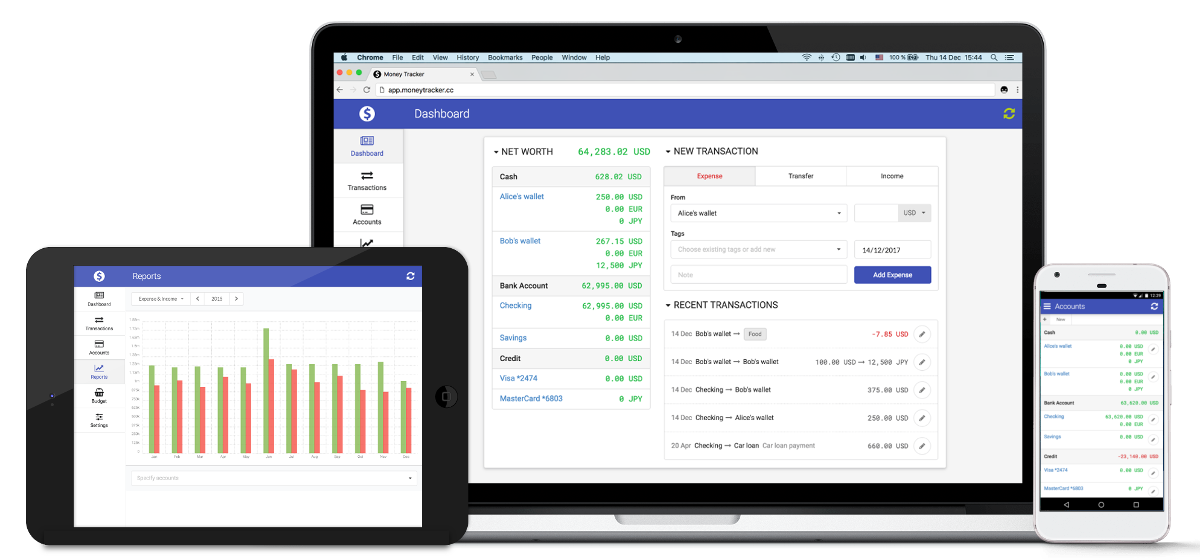 Chrome File Edit View History Bookmarks People Window Help 100 % Thu 14 Dec 15:44
Money Tracker
app.moneytracker.cc
Dashboard
Dashboard
Transactions
Accounts
NET WORTH 64,283.02 USD
Cash 628.02 USD
Alice's wallet 250.00 USD
0.00 EUR
0 JPY
Bob's wallet 267.15 USD
0.00 EUR
12,500 JPY
Bank Account 62,995.00 USD
Checking 62,995.00 USD
0.00 EUR
Savings 0.00 USD
Credit 0.00 USD
Visa *2474 0.00 USD
MasterCard *6803 0 JPY
NEW TRANSACTION
Expense Transfer Income
From
Alice's wallet USD
Tags
Choose existing tags or add new 14/12/2017
Note Add Expense
RECENT TRANSACTIONS
14 Dec Bob's wallet → Food -7.85 USD
14 Dec Bob's wallet → Bob's wallet 100.00 USD → 12,500 JPY
14 Dec Checking → Bob's wallet 375.00 USD
14 Dec Checking → Alice's wallet 250.00 USD
20 Apr Checking → Car loan Car loan payment 660.00 USD
Reports
Dashboard
Transactions
Accounts
Reports
Budget
Settings
Expense & Income 2013
Jan Feb Mar Apr May Jun Jul Aug Sep Oct Nov Dec
Specify accounts
12:29
Accounts
+ New
Cash 0.00 USD
Alice's wallet 0.00 USD
0.00 EUR
0 JPY
Bob's wallet 0.00 USD
0.00 EUR
0 JPY
Bank Account 63,620.00 USD
Checking 63,620.00 USD
0.00 EUR
Savings 0.00 USD
Credit -33,140.00 USD
Visa *2474 0.00 USD
MasterCard *6803 0 JPY